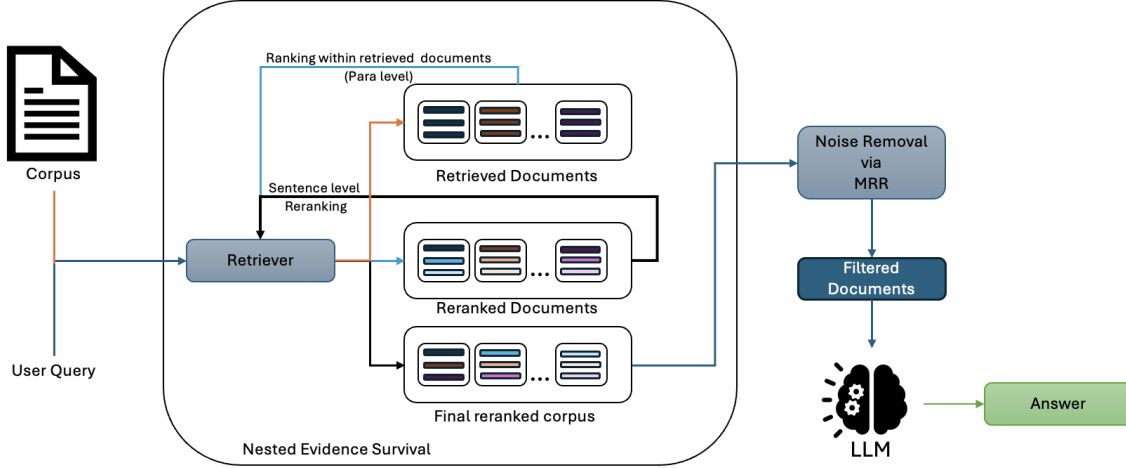 Ranking within retrieved documents
(Para level)
Corpus
Retrieved Documents
...
Sentence level
Reranking
Retriever
...
Reranked Documents
...
Final reranked corpus
User Query
Nested Evidence Survival
Noise Removal
via
MRR
Filtered
Documents
LLM
Answer